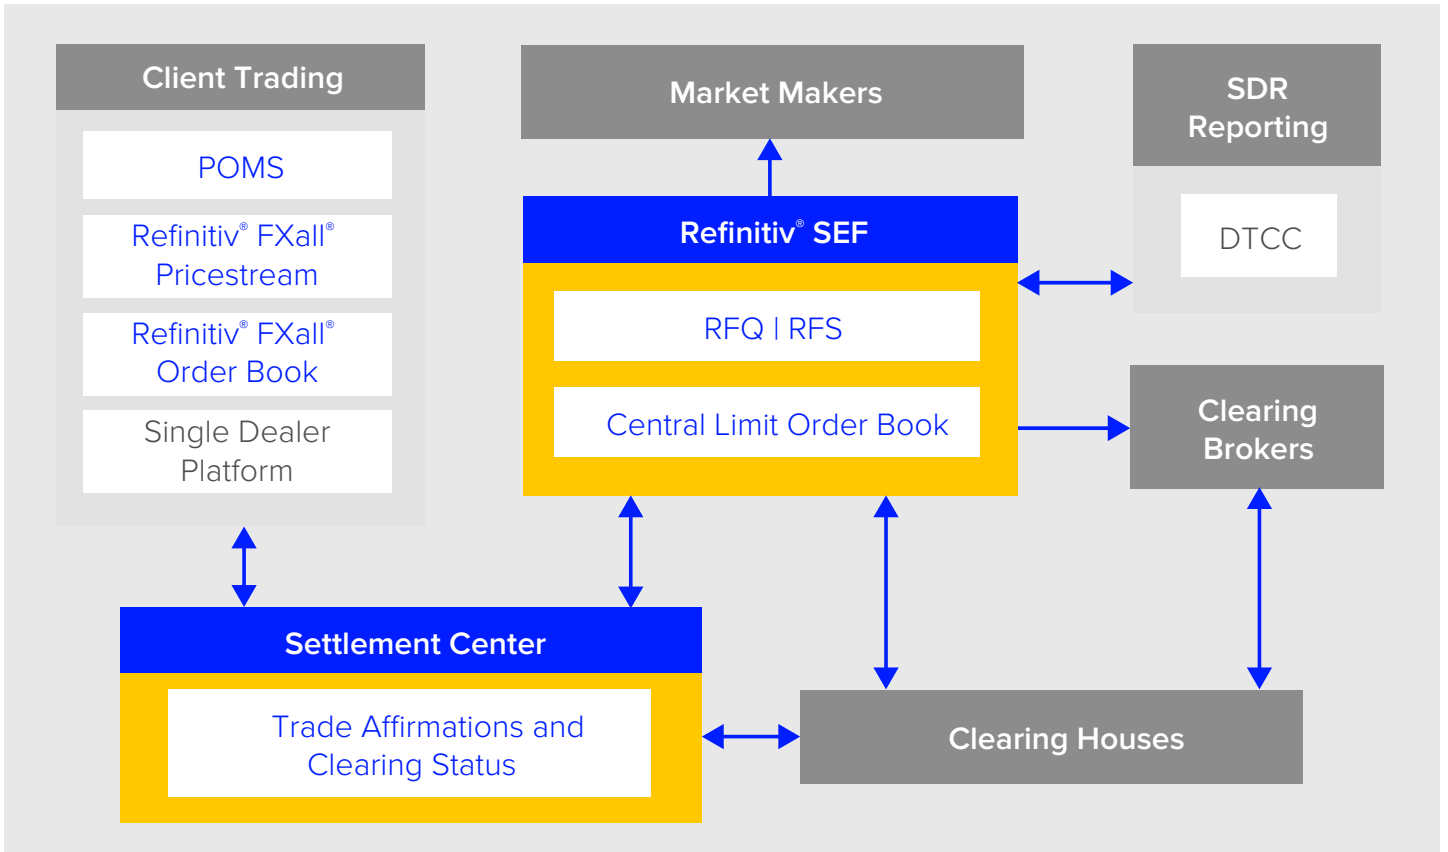 Client Trading
POMS
Refinitiv® FXall®
Pricestream
Refinitiv® FXall®
Order Book
Single Dealer
Platform
Market Makers
Refinitiv® SEF
RFQ | RFS
Central Limit Order Book
SDR
Reporting
DTCC
Clearing
Brokers
Settlement Center
Trade Affirmations and
Clearing Status
Clearing Houses